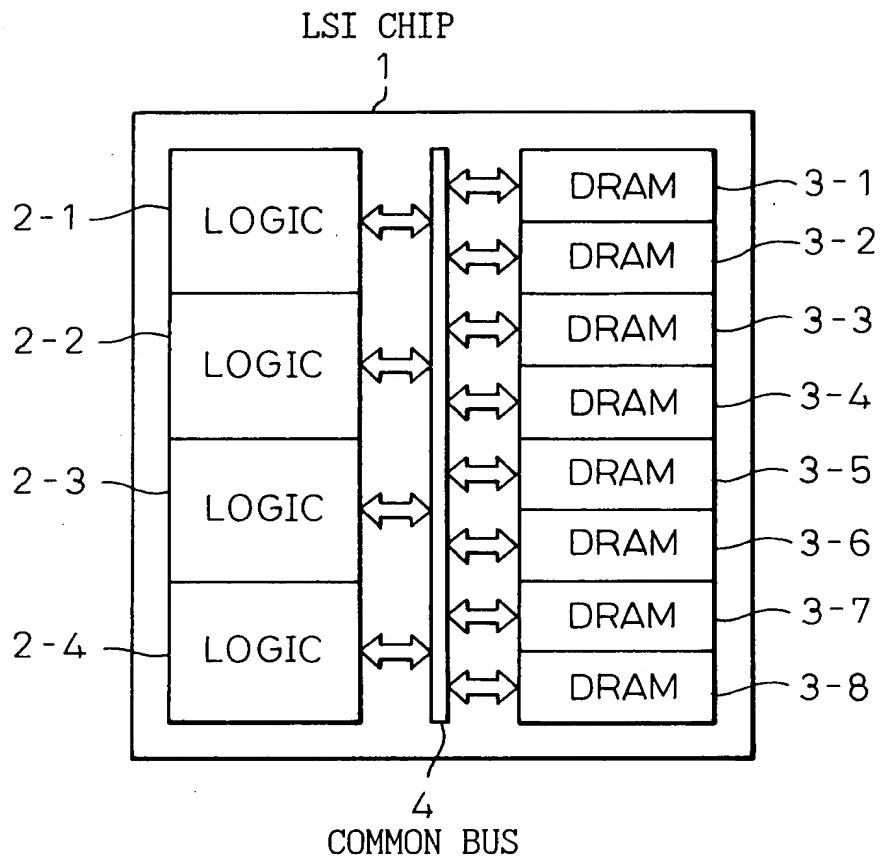 LSI CHIP
1
2-1
LOGIC
2-2
LOGIC
2-3
LOGIC
2-4
LOGIC
DRAM
3-1
DRAM
3-2
DRAM
3-3
DRAM
3-4
DRAM
3-5
DRAM
3-6
DRAM
3-7
DRAM
3-8
4
COMMON BUS